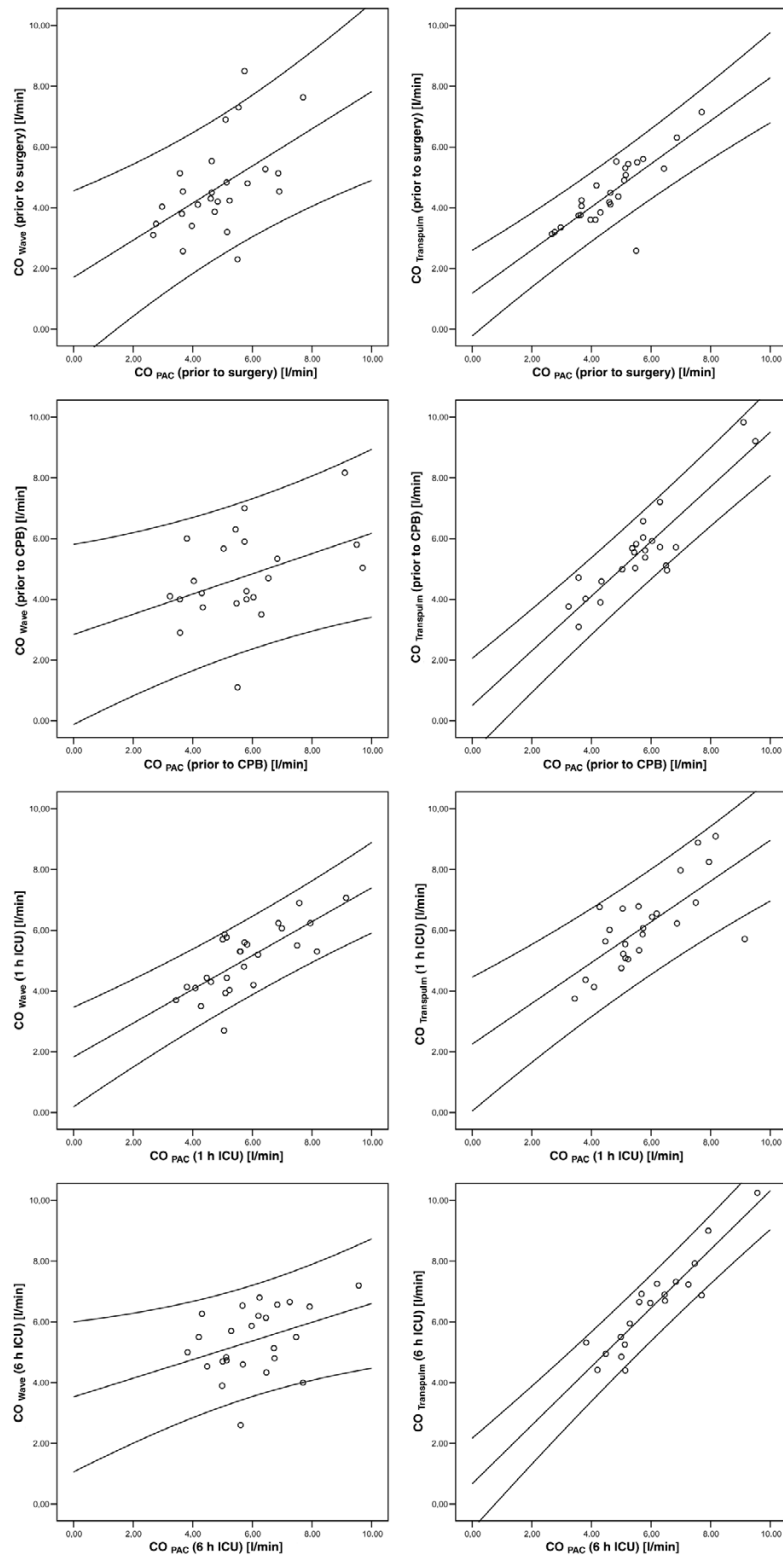 CO Wave (prior to surgery) [l/min]
10,00
8,00
6,00
4,00
2,00
0,00
0,00 2,00 4,00 6,00 8,00 10,00
CO PAC (prior to surgery) [l/min]
CO Transpulm (prior to surgery) [l/min]
10,00
8,00
6,00
4,00
2,00
0,00
0,00 2,00 4,00 6,00 8,00 10,00
CO PAC (prior to surgery) [l/min]
CO Wave (prior to CPB) [l/min]
10,00
8,00
6,00
4,00
2,00
0,00
0,00 2,00 4,00 6,00 8,00 10,00
CO PAC (prior to CPB) [l/min]
CO Transpulm (prior to CPB) [l/min]
10,00
8,00
6,00
4,00
2,00
0,00
0,00 2,00 4,00 6,00 8,00 10,00
CO PAC (prior to CPB) [l/min]
CO Wave (1 h ICU) [l/min]
10,00
8,00
6,00
4,00
2,00
0,00
0,00 2,00 4,00 6,00 8,00 10,00
CO PAC (1 h ICU) [l/min]
CO Transpulm (1 h ICU) [l/min]
10,00
8,00
6,00
4,00
2,00
0,00
0,00 2,00 4,00 6,00 8,00 10,00
CO PAC (1 h ICU) [l/min]
CO Wave (6 h ICU) [l/min]
10,00
8,00
6,00
4,00
2,00
0,00
0,00 2,00 4,00 6,00 8,00 10,00
CO PAC (6 h ICU) [l/min]
CO Transpulm (6 h ICU) [l/min]
10,00
8,00
6,00
4,00
2,00
0,00
0,00 2,00 4,00 6,00 8,00 10,00
CO PAC (6 h ICU) [l/min]